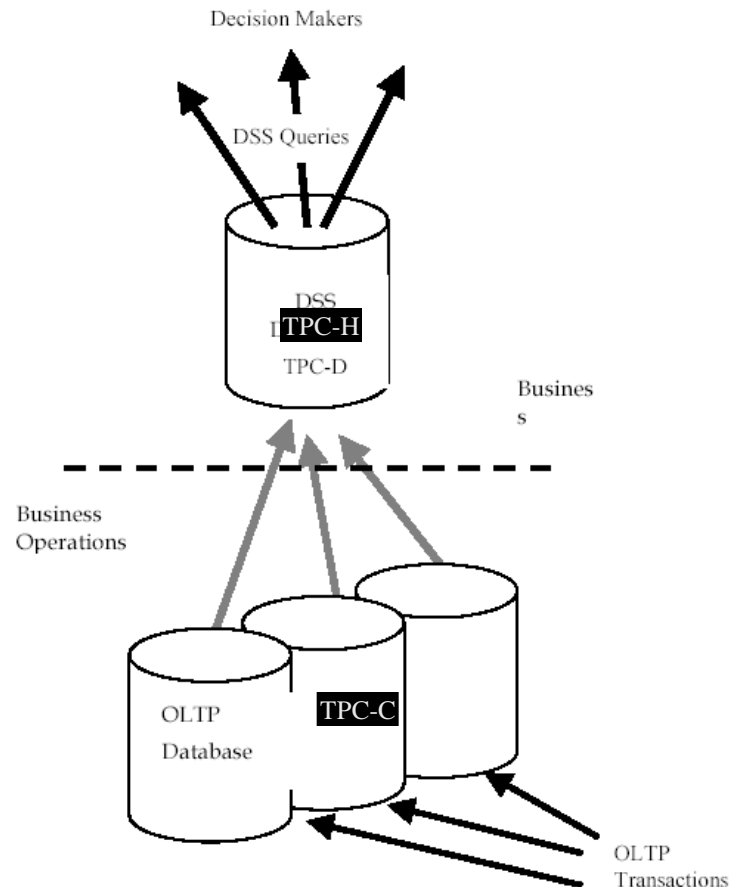 Decision Makers
DSS Queries
DSS
TPC-H
TPC-D
Busines
s
Business
Operations
OLTP
Database
TPC-C
OLTP
Transactions